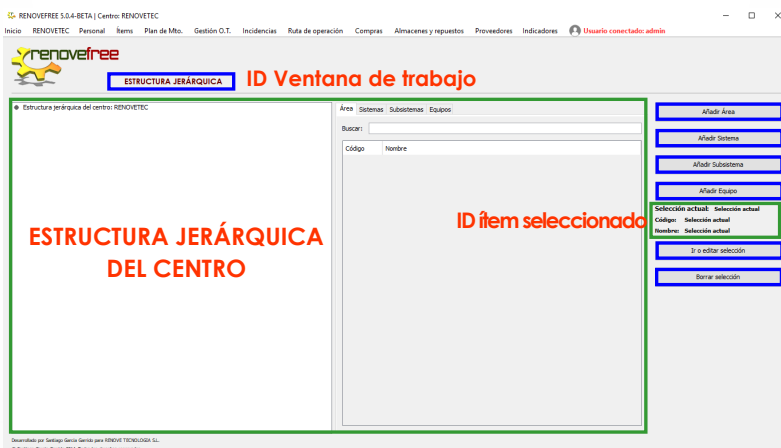 RENOVEFREE 5.0.4-BETA | Centro: RENOVETEC
Inicio RENOVETEC Personal Ítems Plan de Mto. Gestión O.T. Incidencias Ruta de operación Compras Almacenes y repuestos Proveedores Indicadores Usuario conectado: admin
renovefree
ESTRUCTURA JERÁRQUICA
ID Ventana de trabajo
Estructura jerárquica del centro: RENOVETEC
Área Sistemas Subsistemas Equipos
Buscar:
Código Nombre
ESTRUCTURA JERÁRQUICA
DEL CENTRO
ID ítem seleccionado
Añadir Área
Añadir Sistema
Añadir Subsistema
Añadir Equipo
Selección actual: Selección actual
Código: Selección actual
Nombre: Selección actual
Ir o editar selección
Borrar selección
Desarrollado por Santiago García Garrido para RENOVE TECNOLOGÍA S.L.